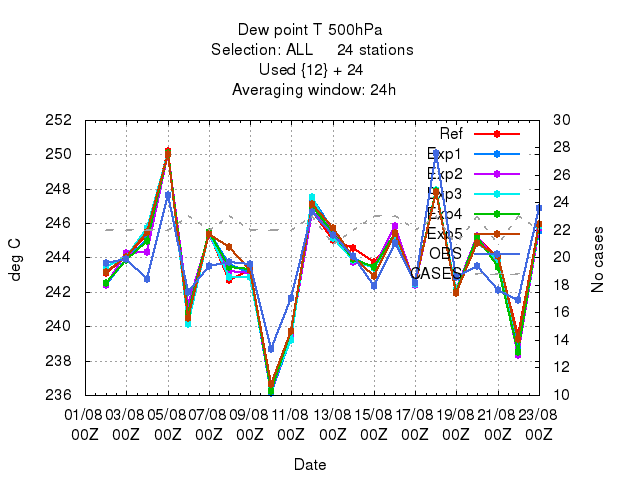 Dew point T 500hPa
Selection: ALL 24 stations
Used {12} + 24
Averaging window: 24h
252
250
248
246
244
242
240
238
236
30
28
26
24
22
20
18
16
14
12
10
deg C
No cases
Ref
Exp1
Exp2
Exp3
Exp4
Exp5
OBS
CASES
01/08 03/08 05/08 07/08 09/08 11/08 13/08 15/08 17/08 19/08 21/08 23/08
00Z 00Z 00Z 00Z 00Z 00Z 00Z 00Z 00Z 00Z 00Z 00Z
Date